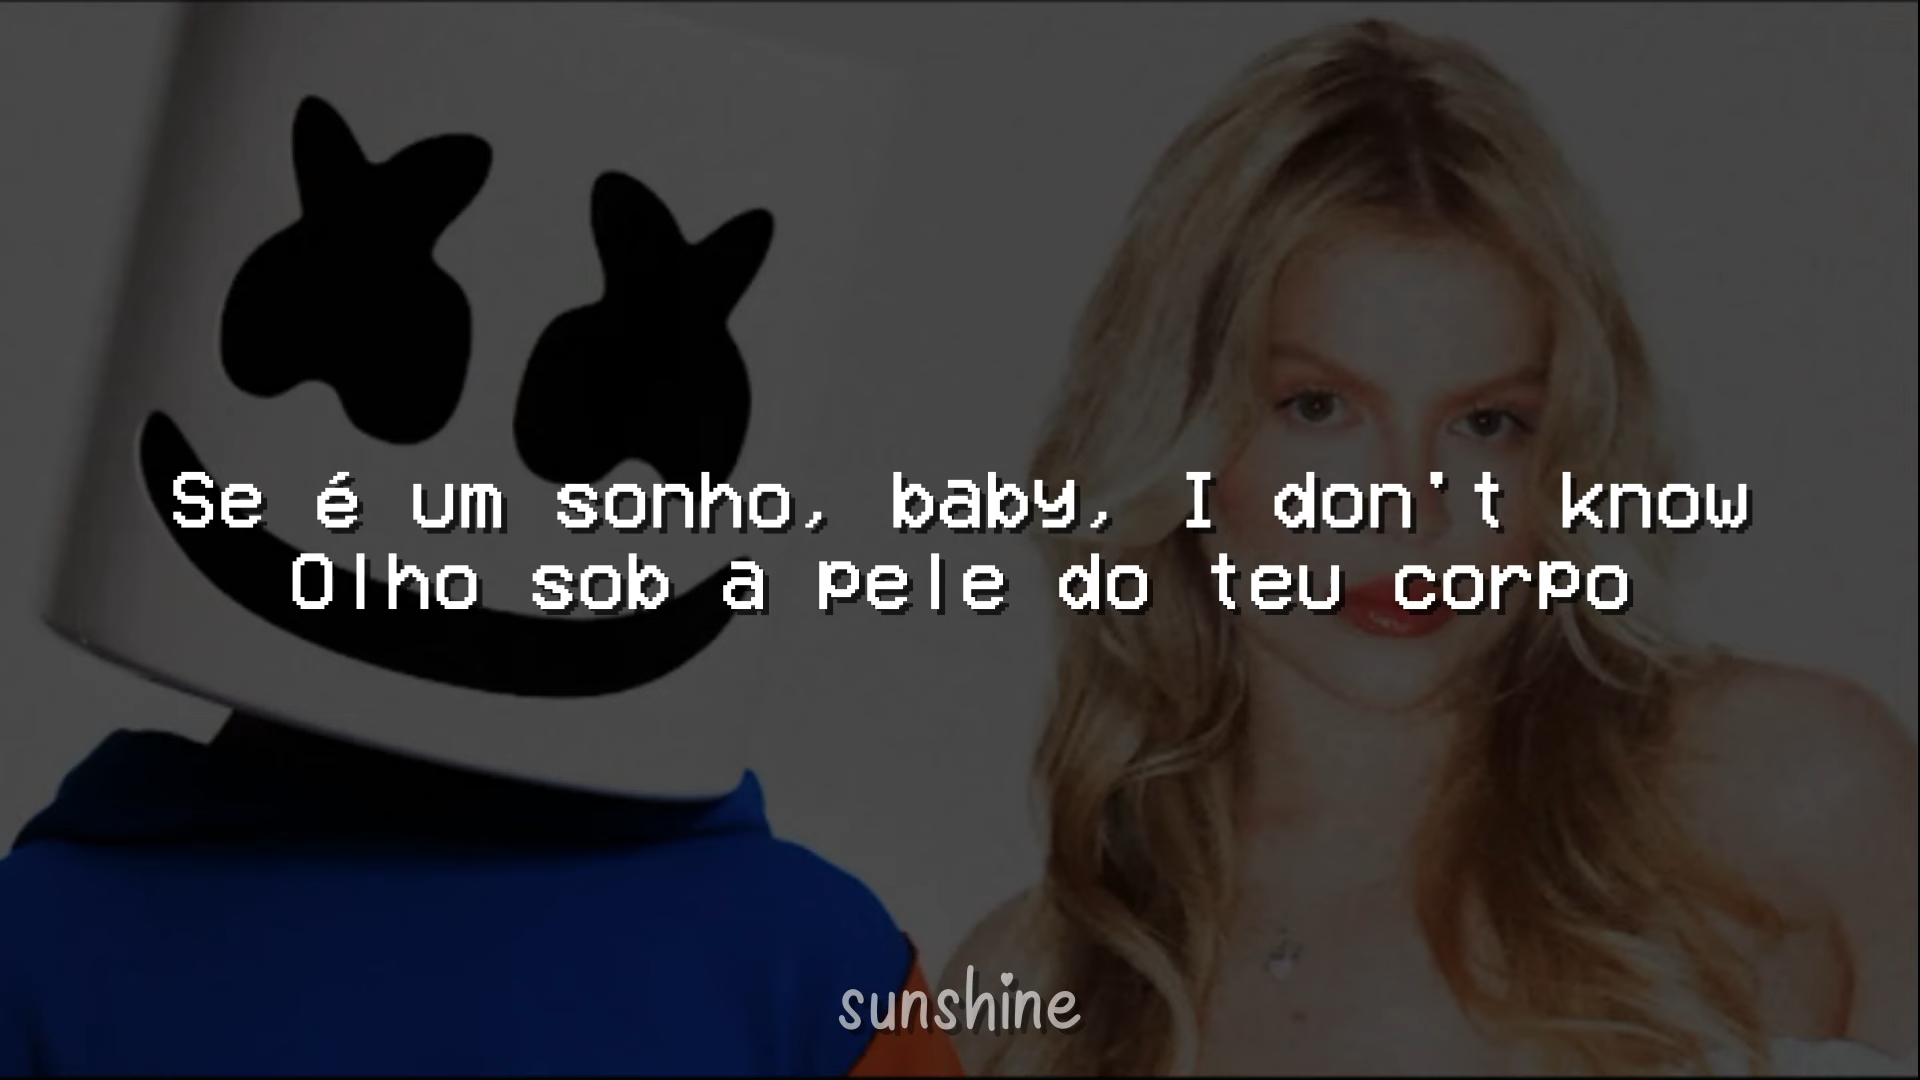 Se é um sonho, baby, I don't know
Olho sob a pele do teu corpo
sunshine